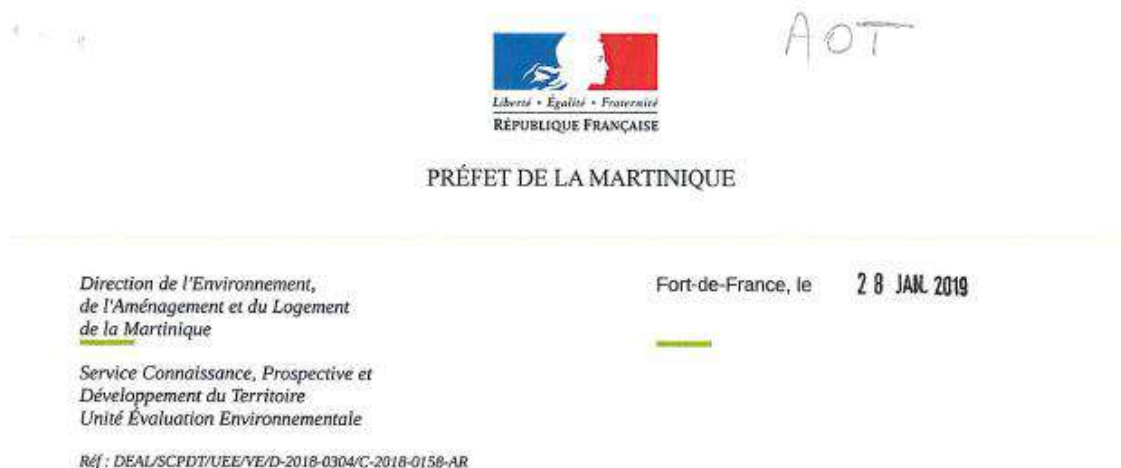 AOT
Liberté • Égalité • Fraternité
RÉPUBLIQUE FRANÇAISE
PRÉFET DE LA MARTINIQUE
Direction de l'Environnement,
de l'Aménagement et du Logement
de la Martinique
Fort-de-France, le 28 JAN. 2019
Service Connaissance, Prospective et
Développement du Territoire
Unité Évaluation Environnementale
Réf : DEAL/SCPDT/UEE/VE/D-2018-0304/C-2018-0158-AR